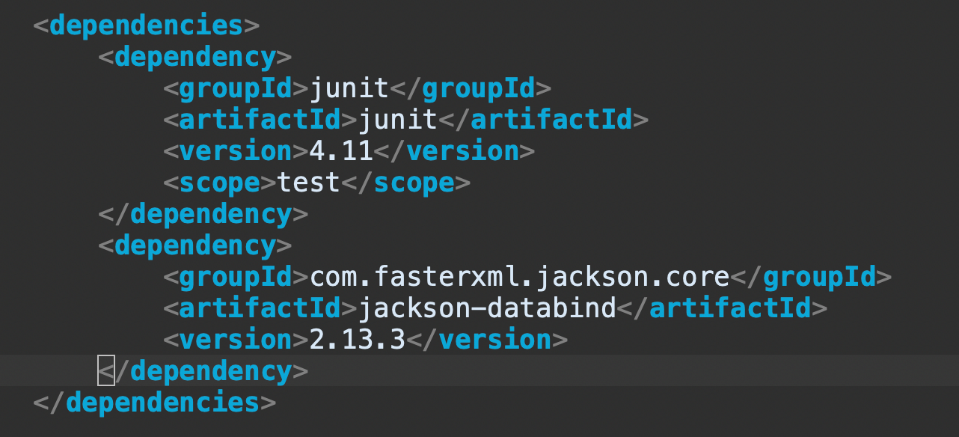 <dependencies>
<dependency>
<groupId>junit</groupId>
<artifactId>junit</artifactId>
<version>4.11</version>
<scope>test</scope>
</dependency>
<dependency>
<groupId>com.fasterxml.jackson.core</groupId>
<artifactId>jackson-databind</artifactId>
<version>2.13.3</version>
</dependency>
</dependencies>